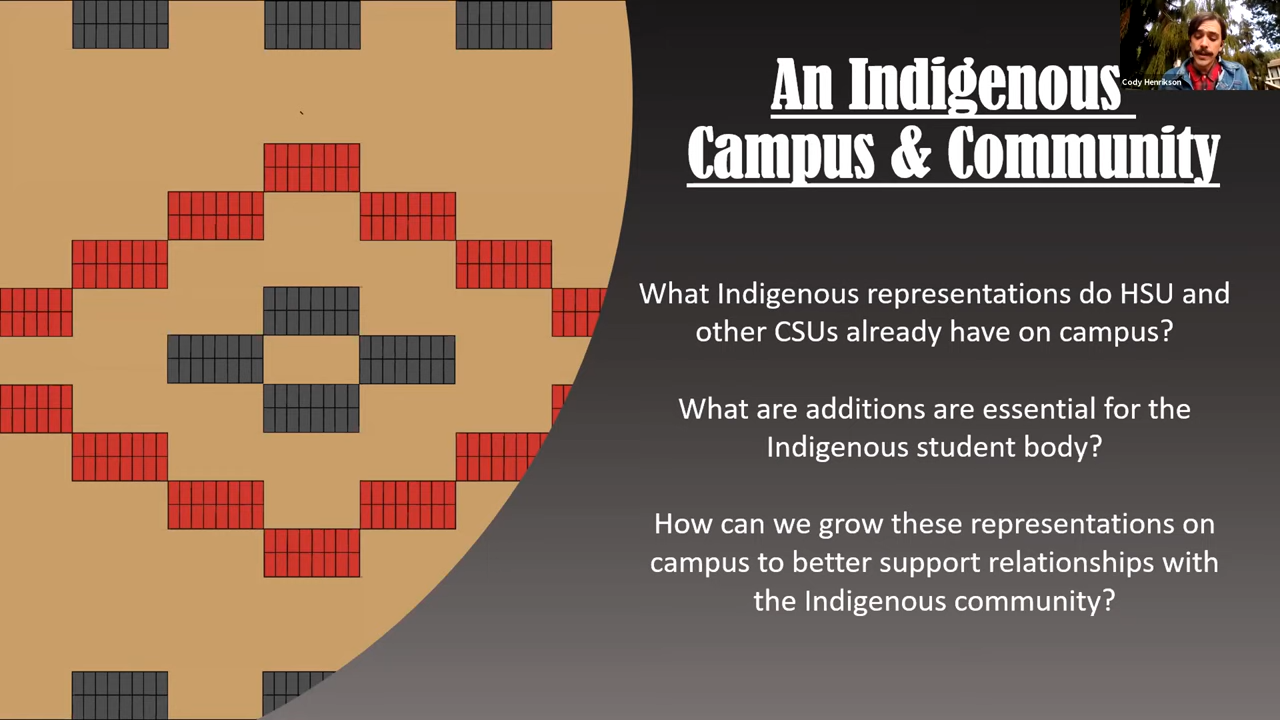 An Indigenous
Campus & Community
Cody Henrikson
What Indigenous representations do HSU and
other CSUs already have on campus?
What are additions are essential for the
Indigenous student body?
How can we grow these representations on
campus to better support relationships with
the Indigenous community?